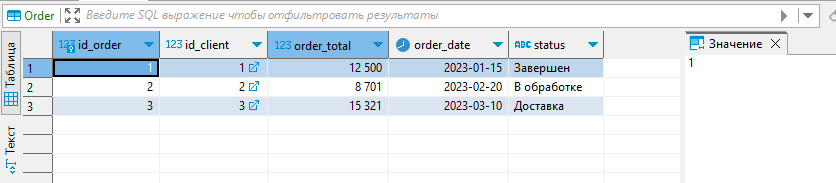 Order Введите SQL выражение чтобы отфильтровать результаты
Таблица
Текст
123 id_order 123 id_client 123 order_total order_date ABC status
1 1 1 12 500 2023-01-15 Завершен
2 2 2 8 701 2023-02-20 В обработке
3 3 3 15 321 2023-03-10 Доставка
Значение
1